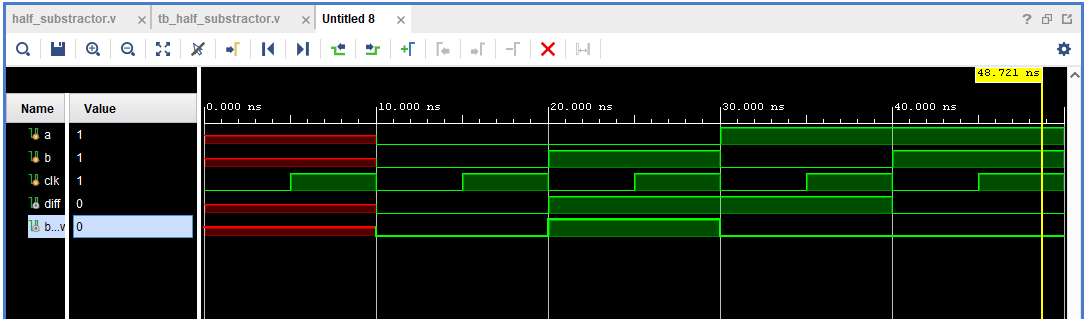 half_substractor.v tb_half_substractor.v Untitled 8
48.721 ns
Name Value 0.000 ns 10.000 ns 20.000 ns 30.000 ns 40.000 ns
a 1
b 1
clk 1
diff 0
b...v 0